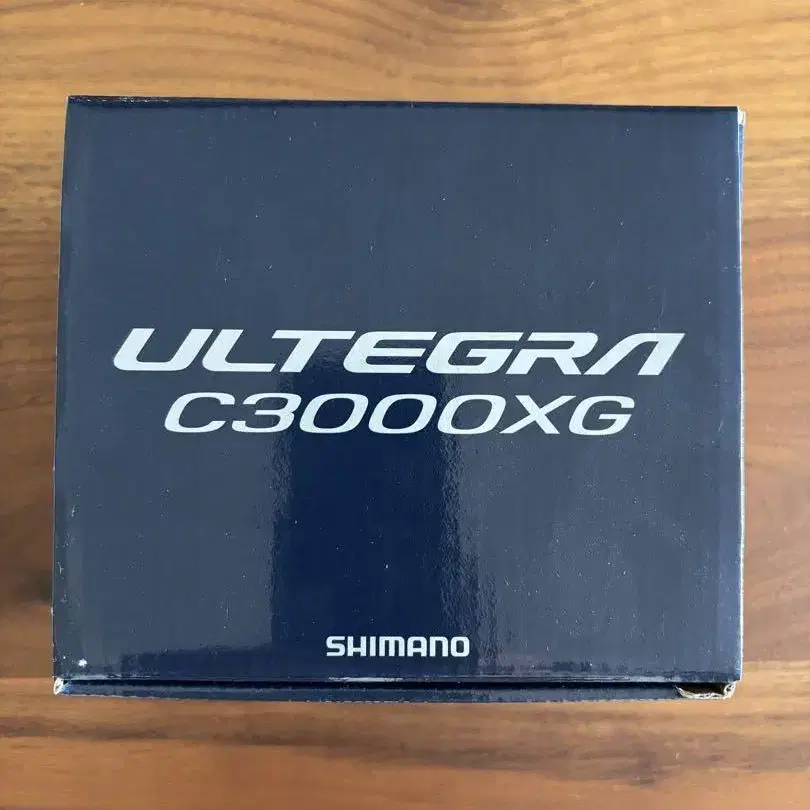 ULTEGRA
C3000XG
SHIMANO